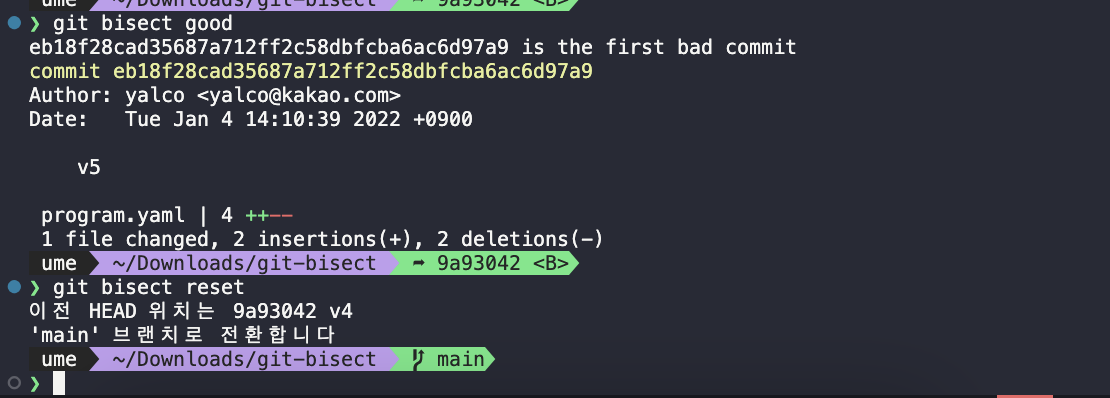 ume ~/Downloads/git-bisect ➦ 9a93042 <B>
❯ git bisect good
eb18f28cad35687a712ff2c58dbfcba6ac6d97a9 is the first bad commit
commit eb18f28cad35687a712ff2c58dbfcba6ac6d97a9
Author: yalco <yalco@kakao.com>
Date:   Tue Jan 4 14:10:39 2022 +0900
v5
program.yaml | 4 ++--
1 file changed, 2 insertions(+), 2 deletions(-)
ume ~/Downloads/git-bisect ➦ 9a93042 <B>
❯ git bisect reset
이전 HEAD 위치는 9a93042 v4
'main' 브랜치로 전환합니다
ume ~/Downloads/git-bisect main
❯